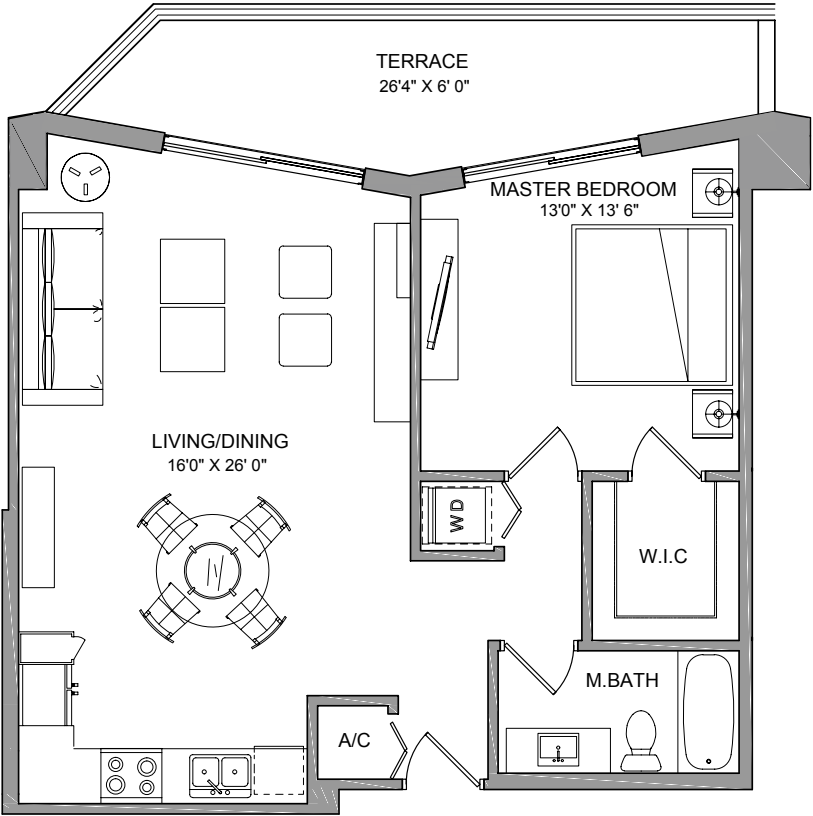 TERRACE
26'4" X 6' 0"
MASTER BEDROOM
13'0" X 13' 6"
LIVING/DINING
16'0" X 26' 0"
WD
W.I.C
M.BATH
A/C